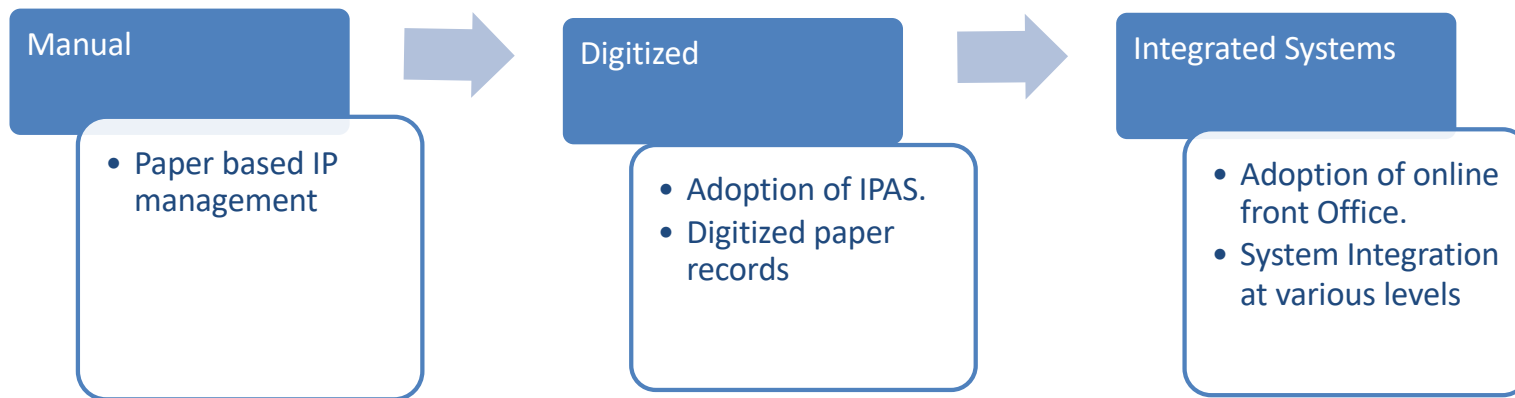 Manual
• Paper based IP
management
Digitized
• Adoption of IPAS.
• Digitized paper
records
Integrated Systems
• Adoption of online
front Office.
• System Integration
at various levels